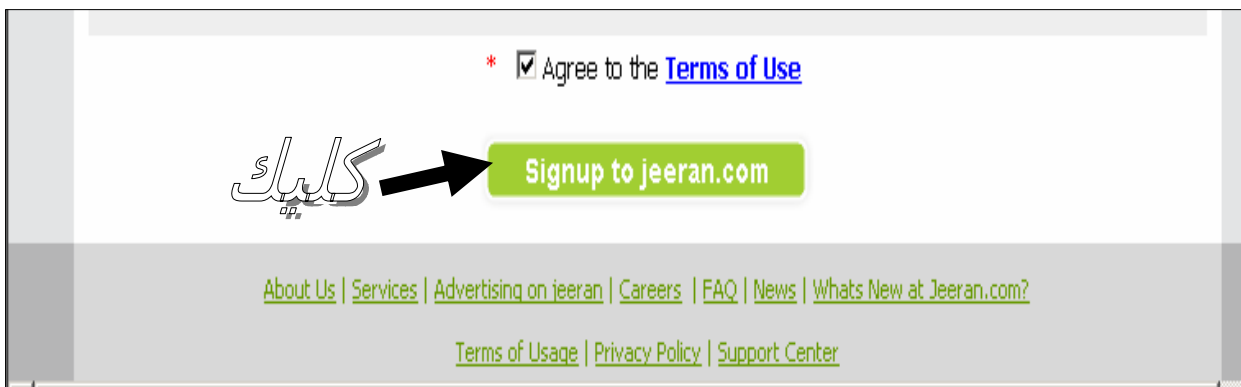 * Agree to the Terms of Use
كليك
Signup to jeeran.com
About Us | Services | Advertising on jeeran | Careers | FAQ | News | Whats New at Jeeran.com?
Terms of Usage | Privacy Policy | Support Center